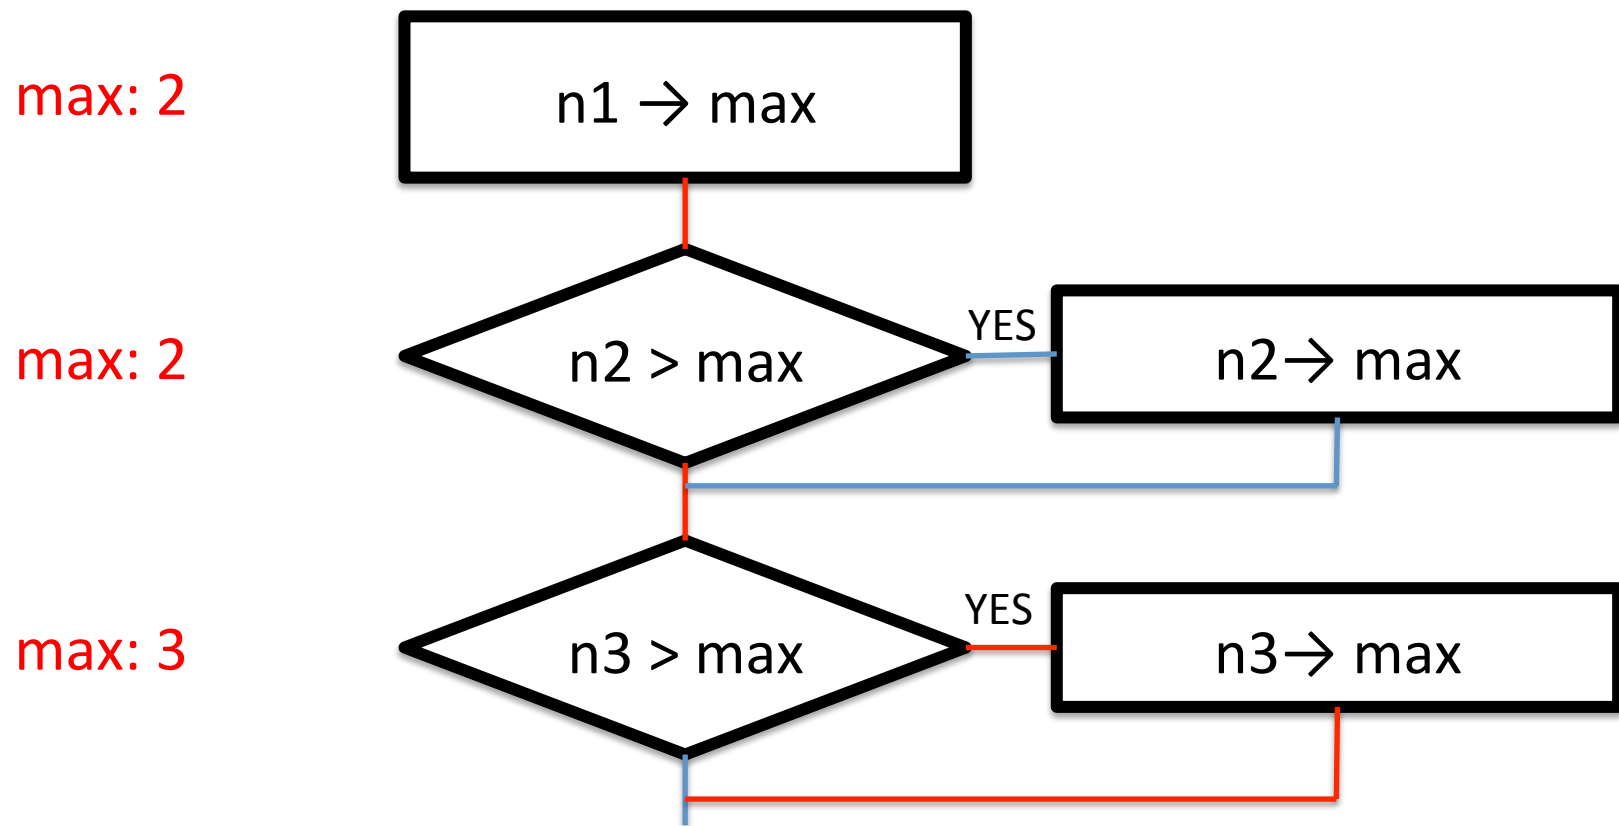 max: 2
n1 → max
max: 2
n2 > max
YES
n2→ max
max: 3
n3 > max
YES
n3→ max